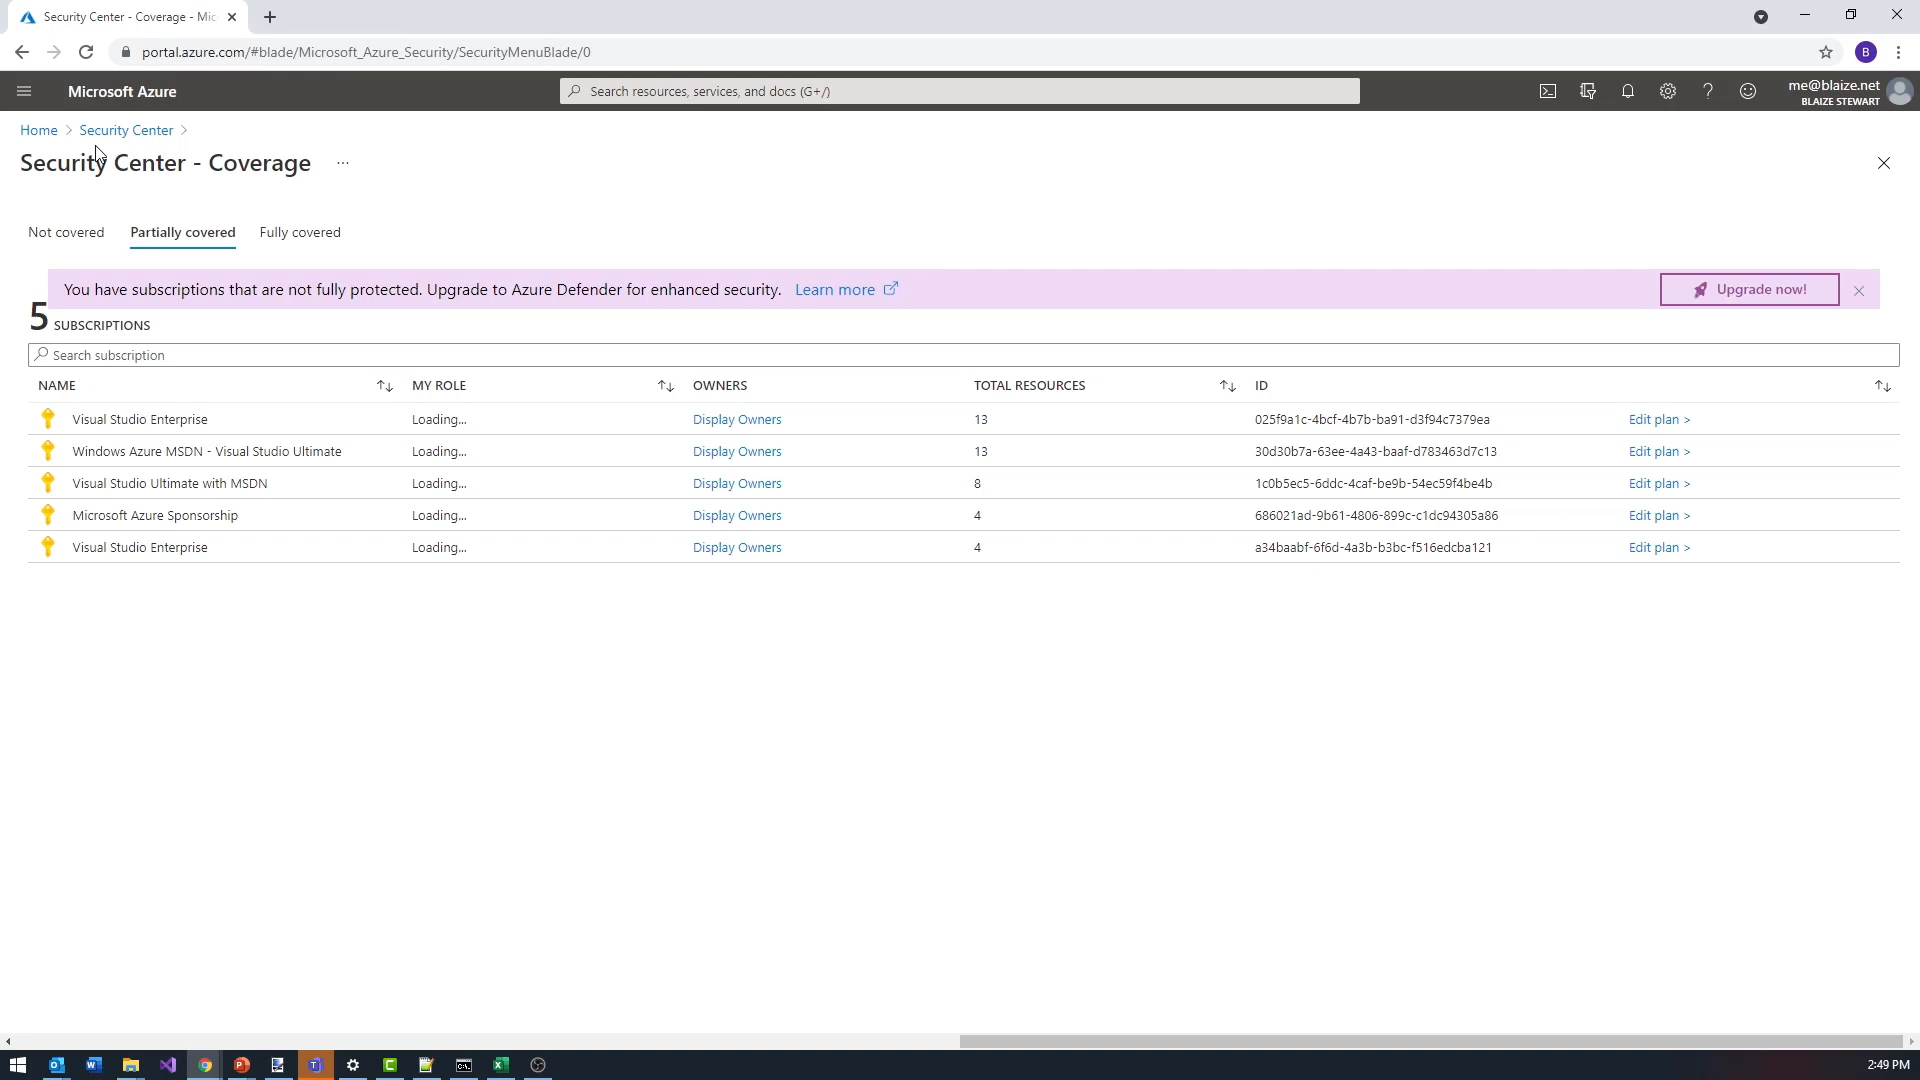 Security Center - Coverage - Mic
portal.azure.com/#blade/Microsoft_Azure_Security/SecurityMenuBlade/0
B
Microsoft Azure
Search resources, services, and docs (G+/)
me@blaize.net
BLAIZE STEWART
Home > Security Center >
Security Center - Coverage ...
Not covered Partially covered Fully covered
You have subscriptions that are not fully protected. Upgrade to Azure Defender for enhanced security. Learn more Upgrade now!
5 SUBSCRIPTIONS
Search subscription
NAME MY ROLE OWNERS TOTAL RESOURCES ID
Visual Studio Enterprise Loading... Display Owners 13 025f9a1c-4bcf-4b7b-ba91-d3f94c7379ea Edit plan >
Windows Azure MSDN - Visual Studio Ultimate Loading... Display Owners 13 30d30b7a-63ee-4a43-baaf-d783463d7c13 Edit plan >
Visual Studio Ultimate with MSDN Loading... Display Owners 8 1c0b5ec5-6ddc-4caf-be9b-54ec59f4be4b Edit plan >
Microsoft Azure Sponsorship Loading... Display Owners 4 686021ad-9b61-4806-899c-c1dc94305a86 Edit plan >
Visual Studio Enterprise Loading... Display Owners 4 a34baabf-6f6d-4a3b-b3bc-f516edcba121 Edit plan >
2:49 PM